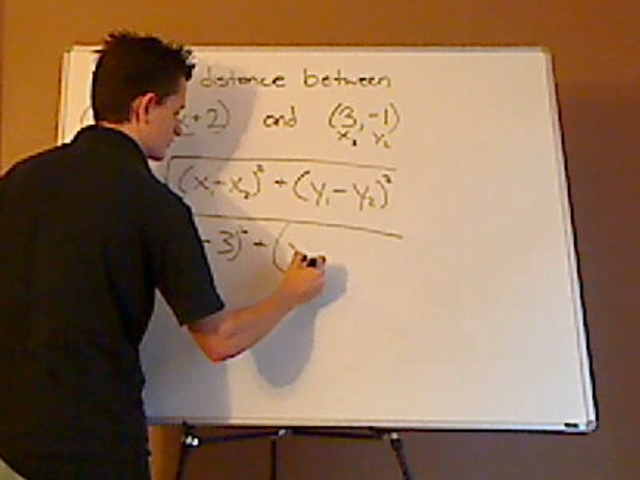 distance between
+2) and (3, -1)
x₂ y₂
√(x₁ - x₂)² + (y₁ - y₂)²
- 3)² + (